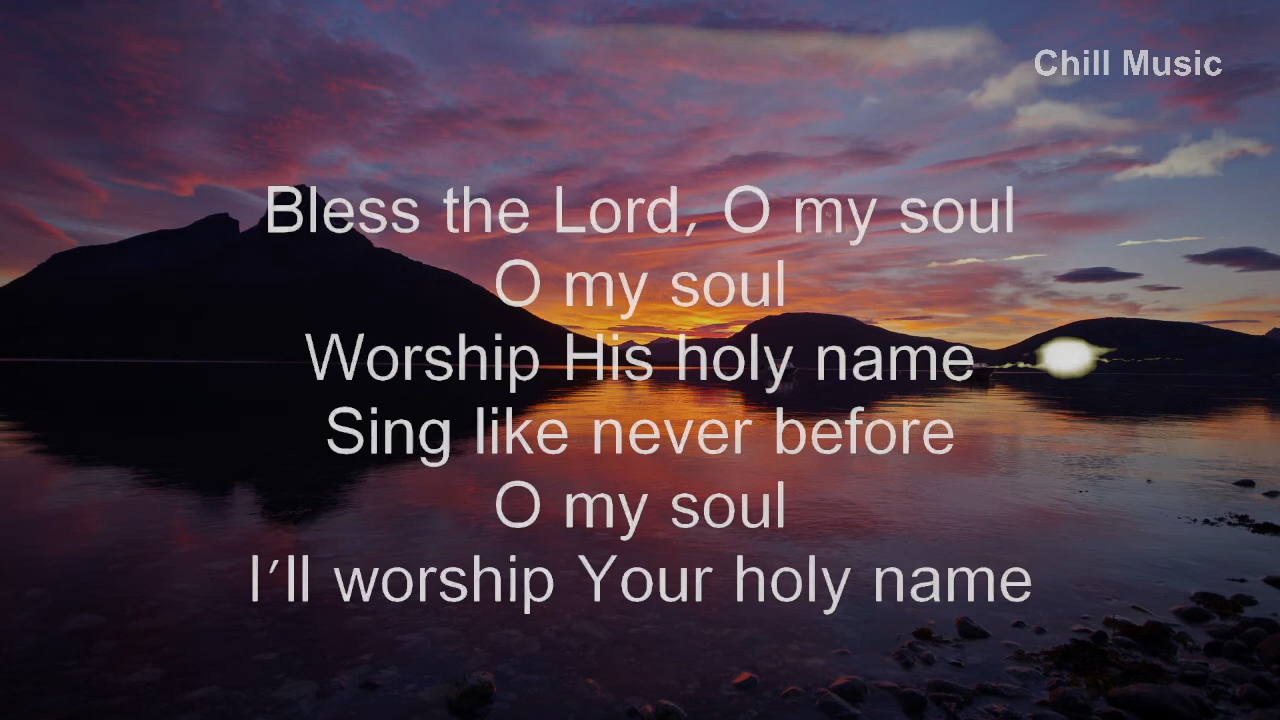 Chill Music
Bless the Lord, O my soul
O my soul
Worship His holy name
Sing like never before
O my soul
I'll worship Your holy name